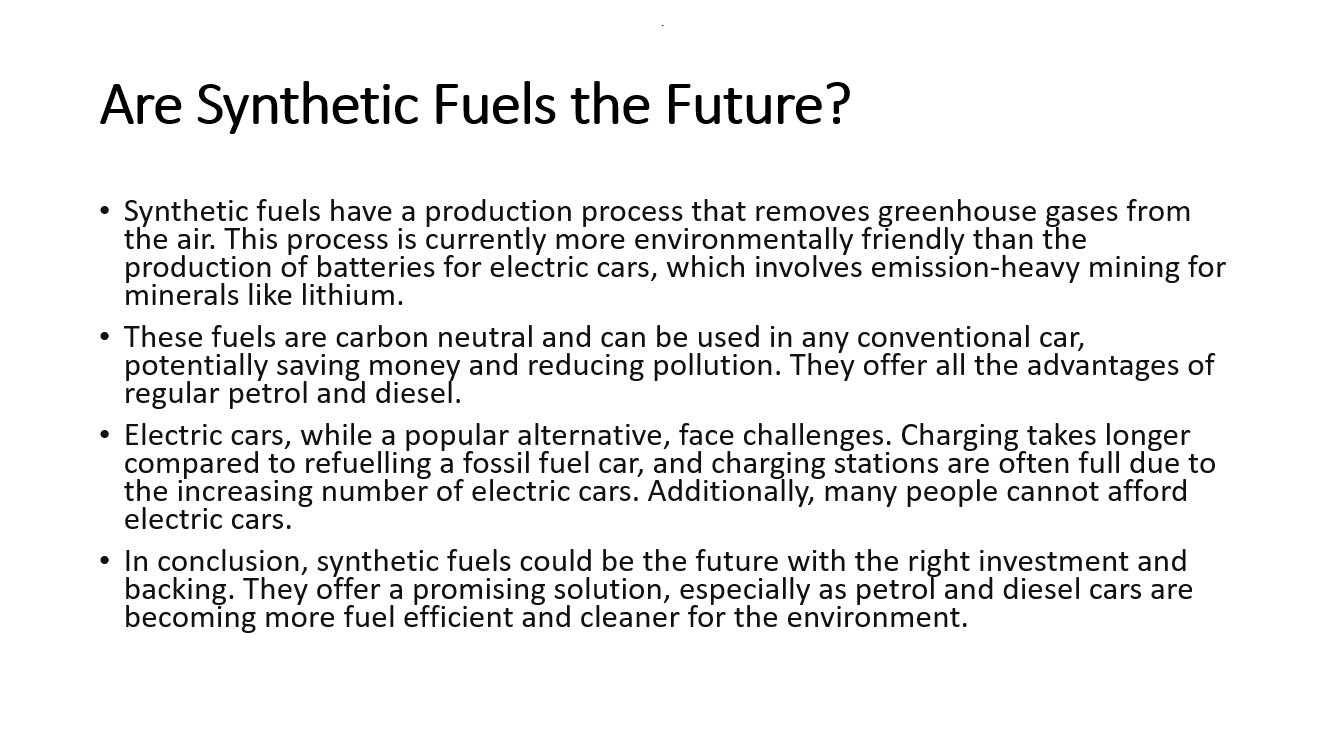 Are Synthetic Fuels the Future?
• Synthetic fuels have a production process that removes greenhouse gases from
the air. This process is currently more environmentally friendly than the
production of batteries for electric cars, which involves emission-heavy mining for
minerals like lithium.
• These fuels are carbon neutral and can be used in any conventional car,
potentially saving money and reducing pollution. They offer all the advantages of
regular petrol and diesel.
• Electric cars, while a popular alternative, face challenges. Charging takes longer
compared to refuelling a fossil fuel car, and charging stations are often full due to
the increasing number of electric cars. Additionally, many people cannot afford
electric cars.
• In conclusion, synthetic fuels could be the future with the right investment and
backing. They offer a promising solution, especially as petrol and diesel cars are
becoming more fuel efficient and cleaner for the environment.